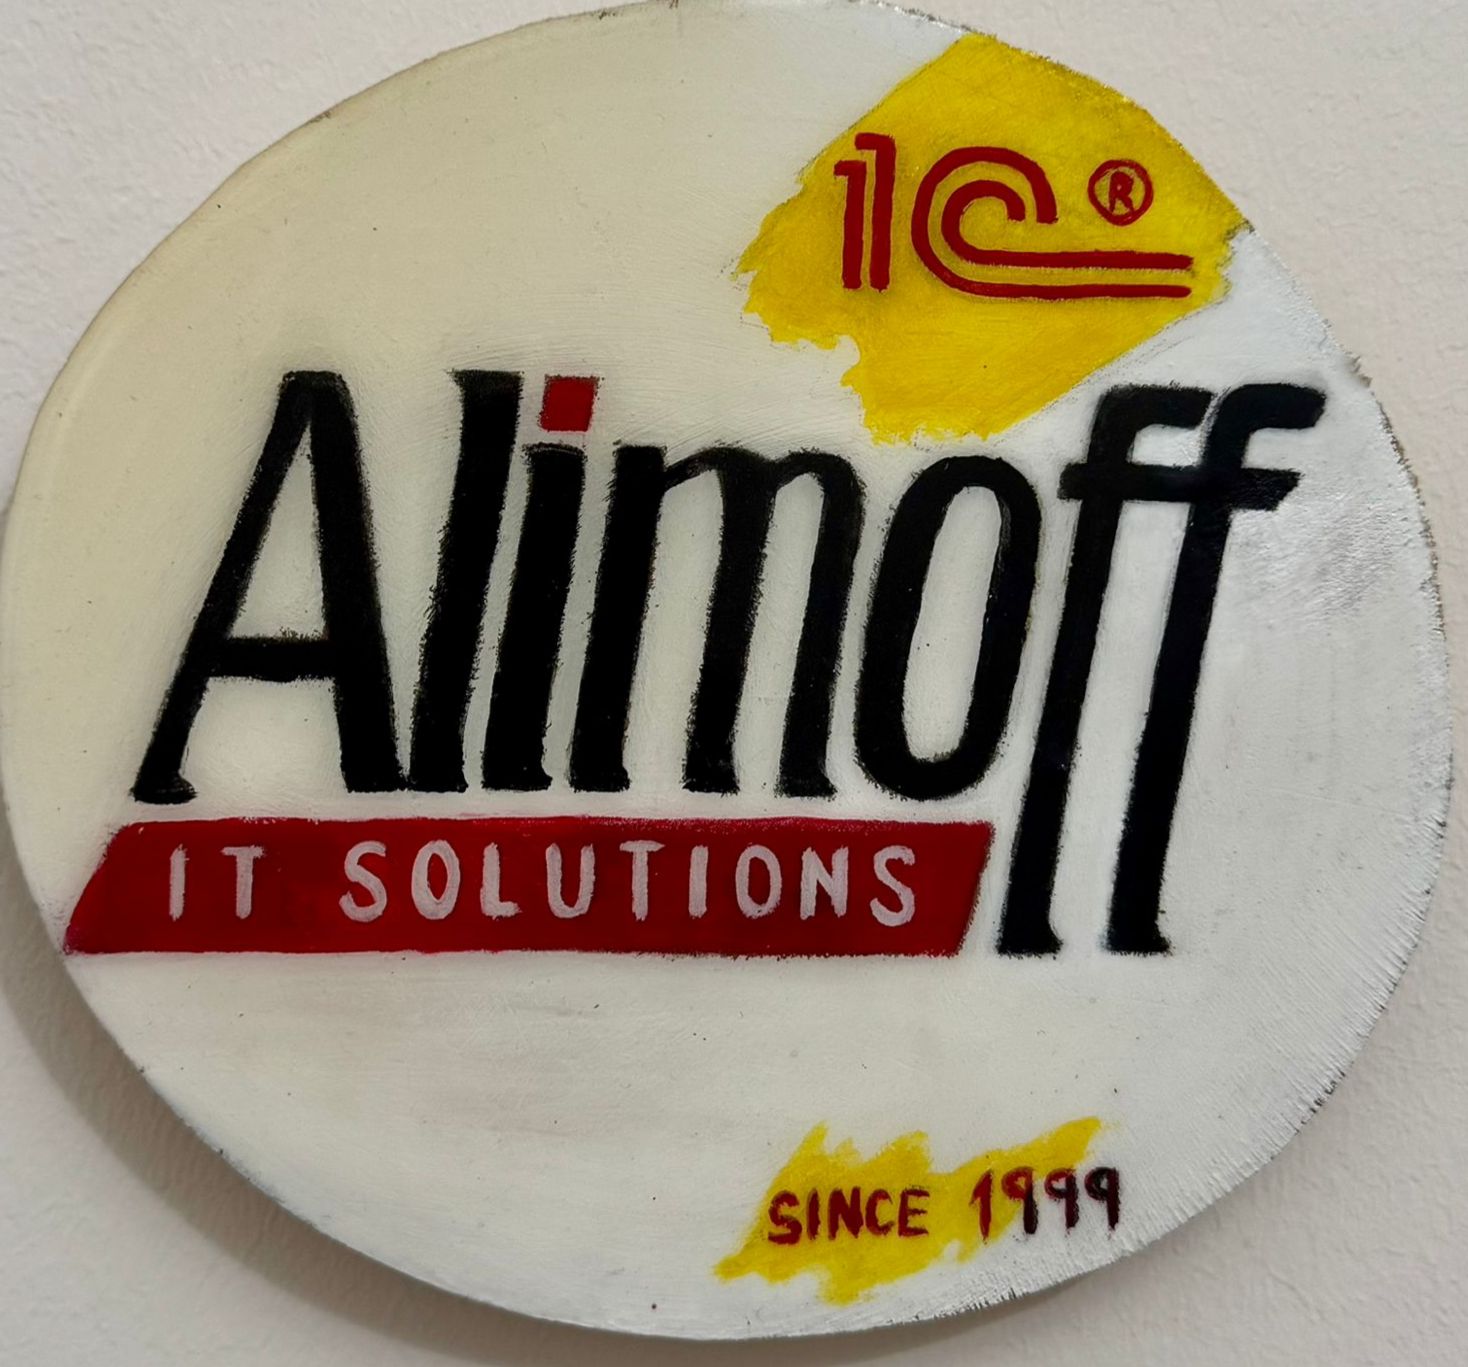 1C®
Alimoff
IT SOLUTIONS
SINCE 1999